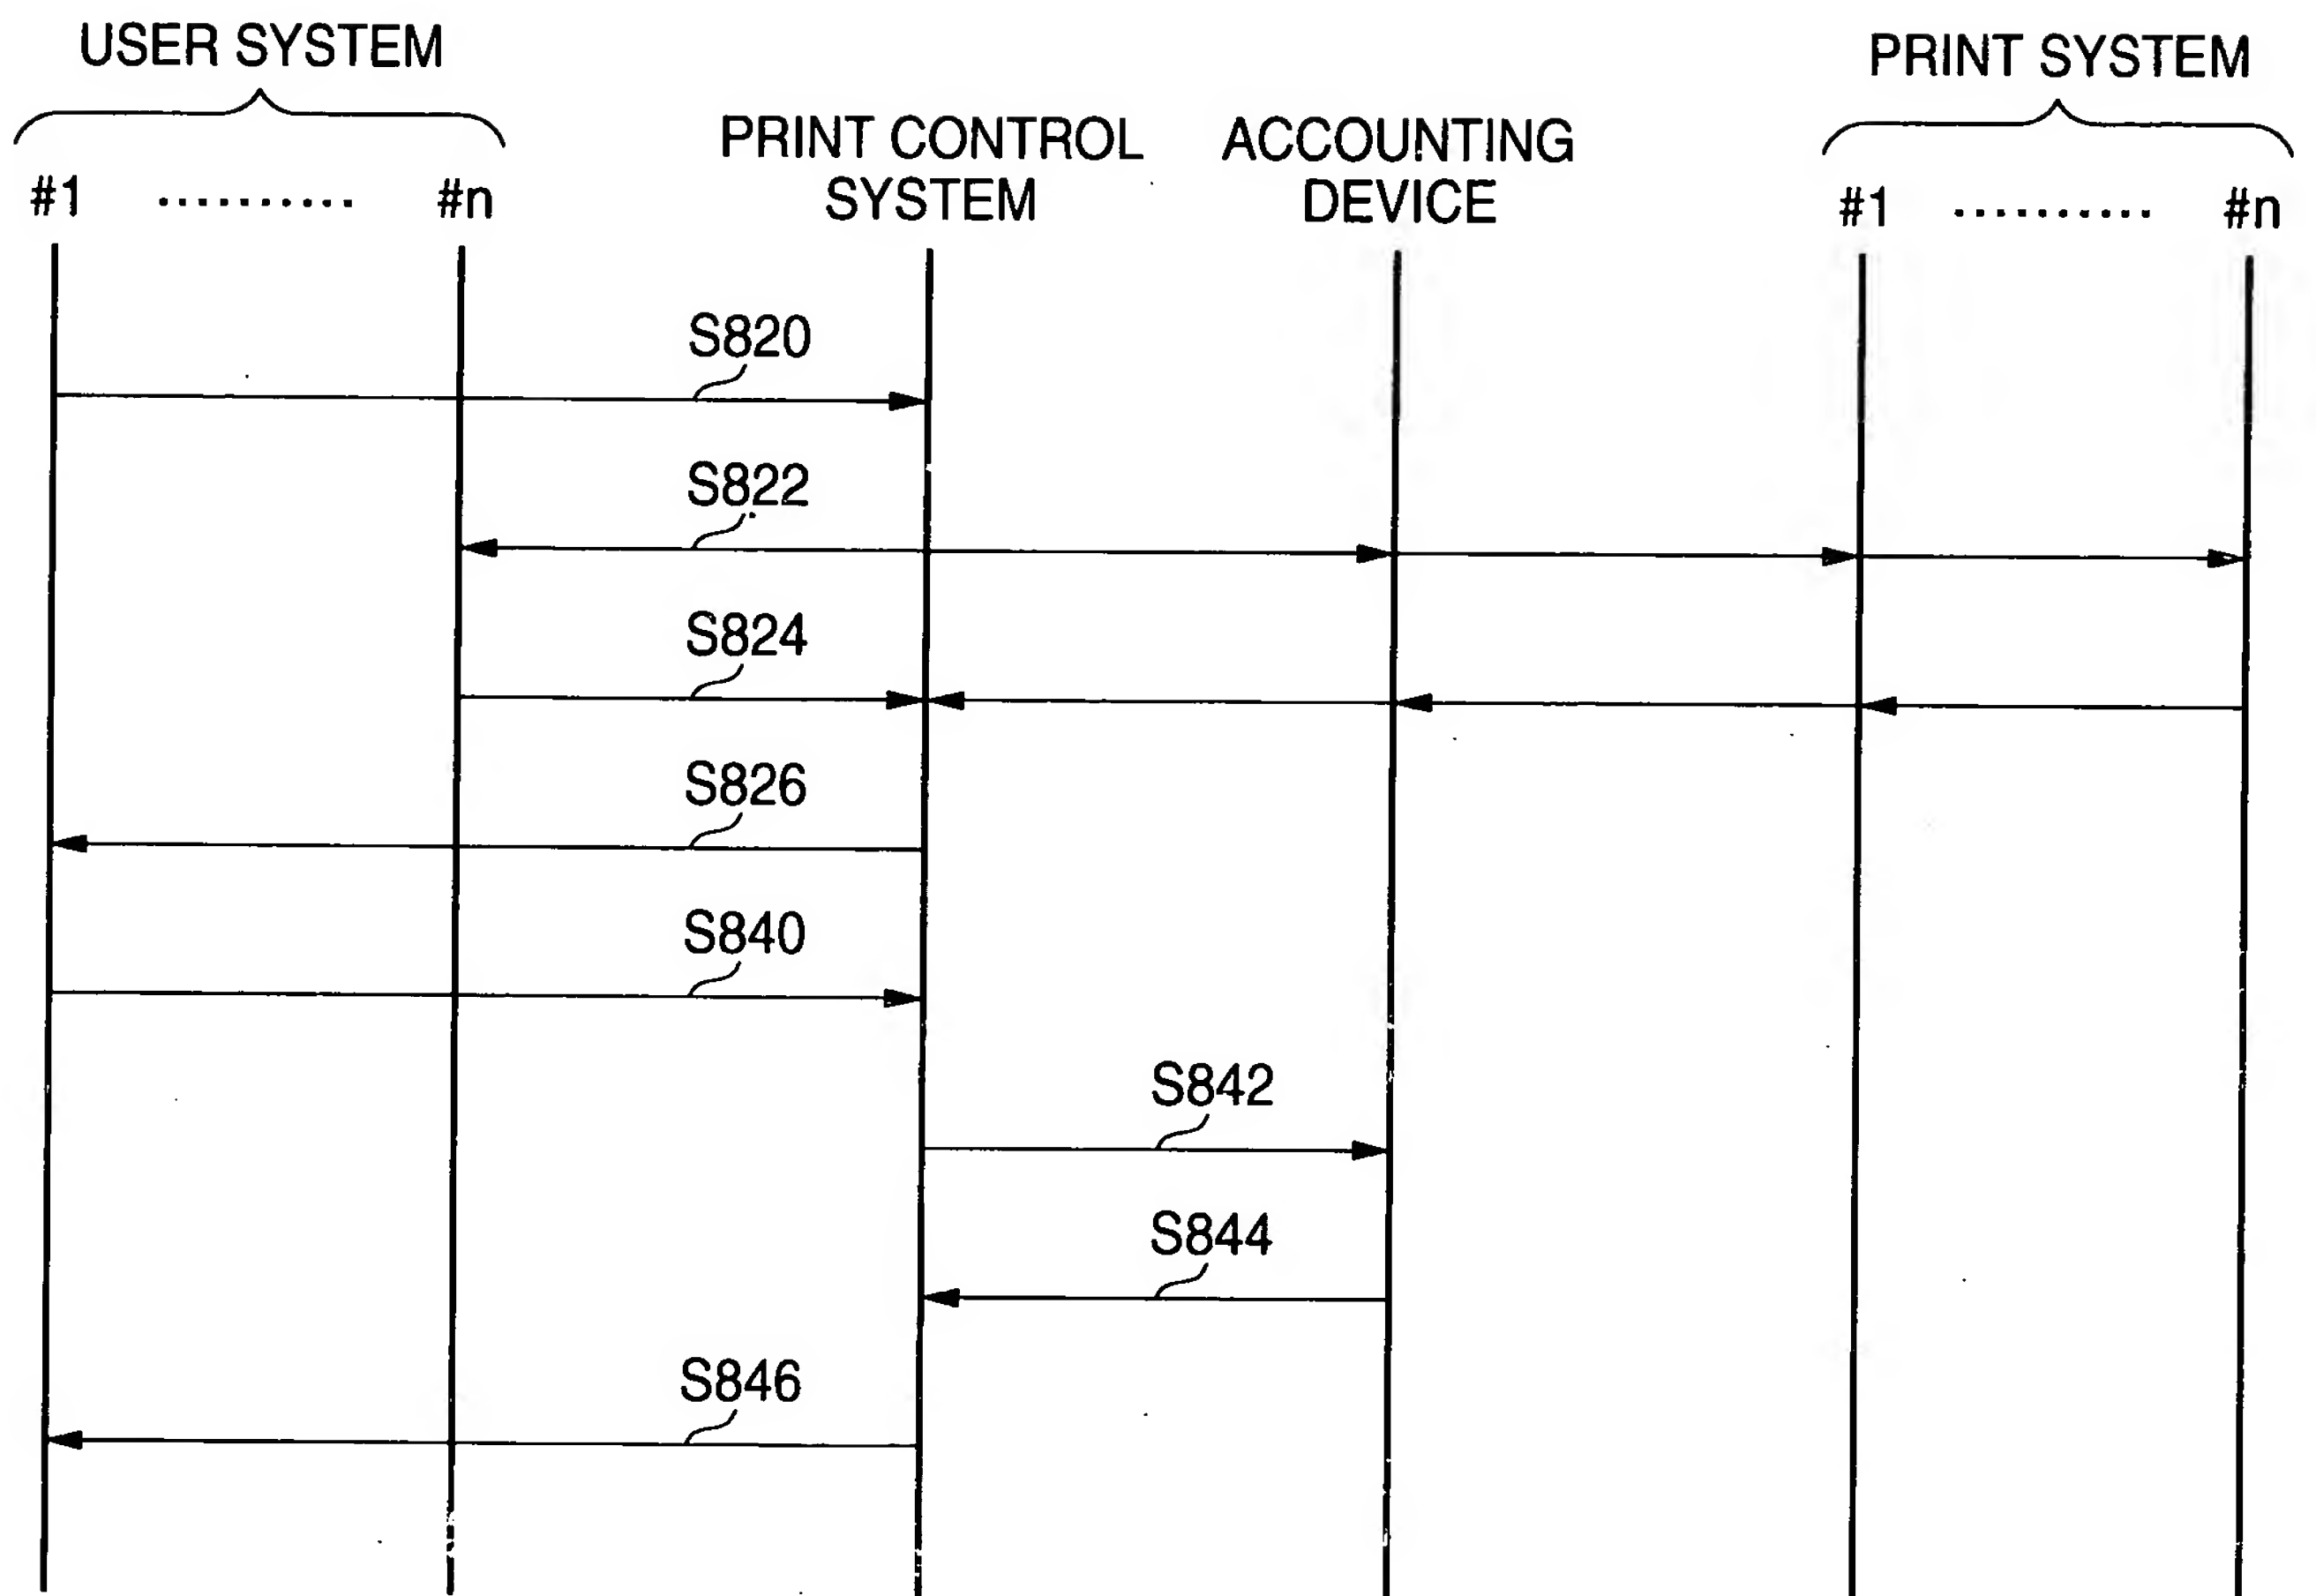 USER SYSTEM
PRINT SYSTEM
PRINT CONTROL
SYSTEM
ACCOUNTING
DEVICE
#1 .......... #n
#1 .......... #n
S820
S822
S824
S826
S840
S842
S844
S846